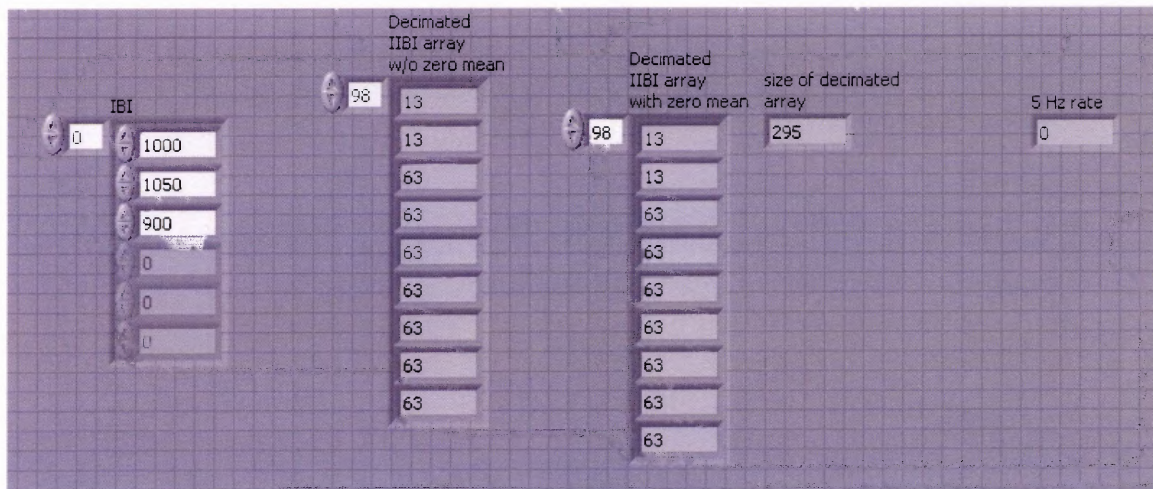 IBI
0
1000
1050
900
0
0
0
Decimated
IIBI array
w/o zero mean
98
13
13
63
63
63
63
63
63
63
Decimated
IIBI array
with zero mean
98
13
13
63
63
63
63
63
63
63
size of decimated
array
295
5 Hz rate
0